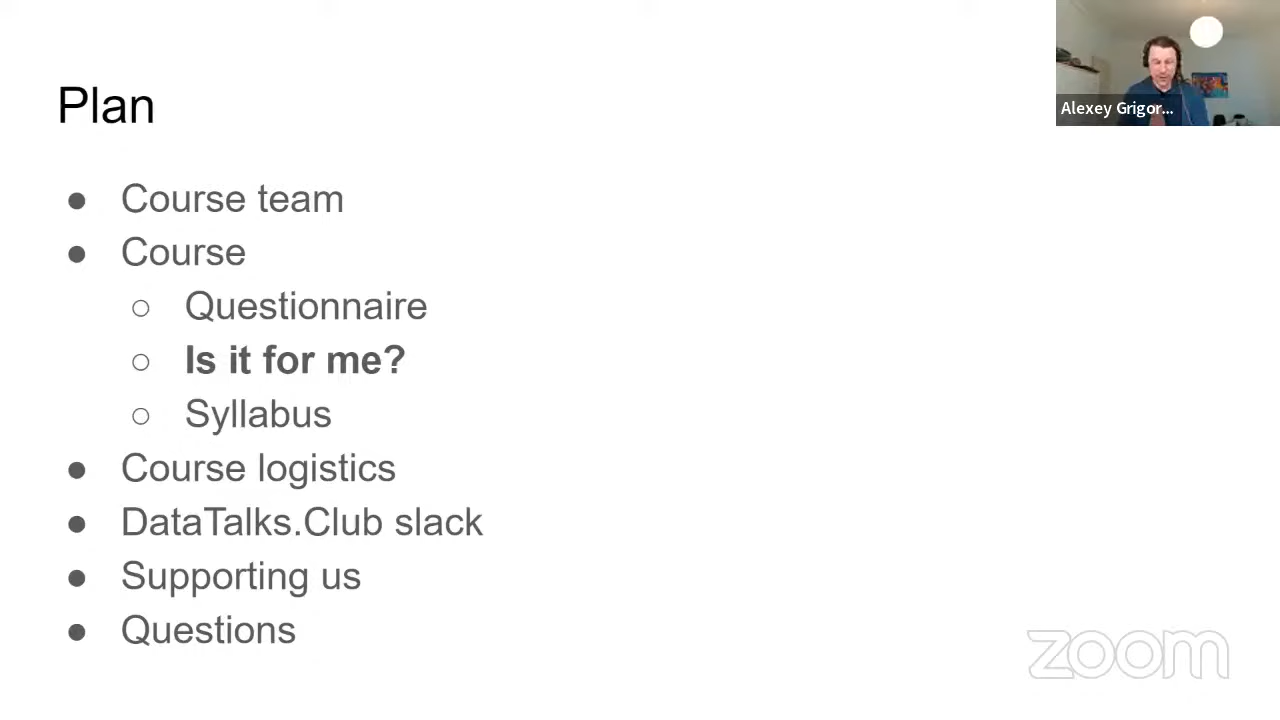 Plan
Alexey Grigor...
● Course team
● Course
○ Questionnaire
○ Is it for me?
○ Syllabus
● Course logistics
● DataTalks.Club slack
● Supporting us
● Questions
zoom